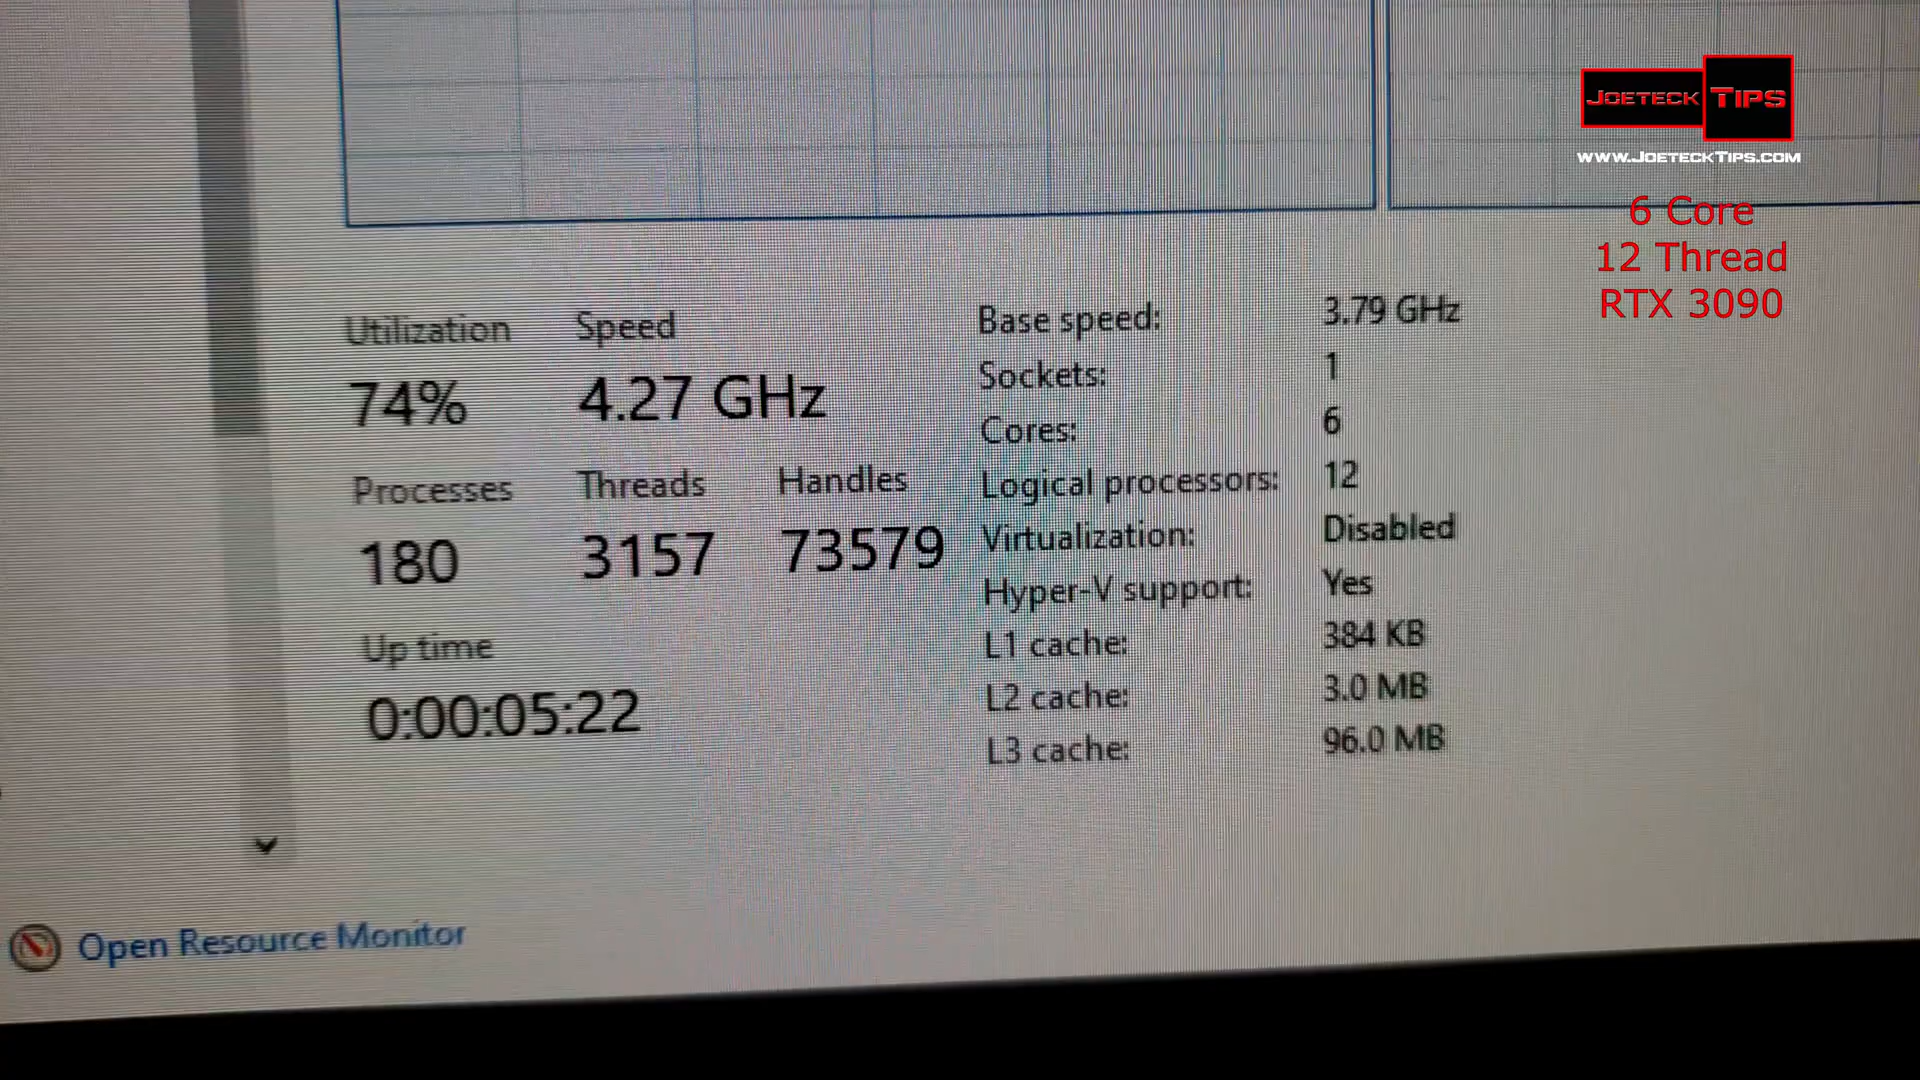 JOETECK TIPS
WWW.JOETECKTIPS.COM
6 Core
12 Thread
RTX 3090
Utilization
Speed
74%
4.27 GHz
Processes
Threads
Handles
180
3157
73579
Up time
0:00:05:22
Base speed: 3.79 GHz
Sockets: 1
Cores: 6
Logical processors: 12
Virtualization: Disabled
Hyper-V support: Yes
L1 cache: 384 KB
L2 cache: 3.0 MB
L3 cache: 96.0 MB
Open Resource Monitor